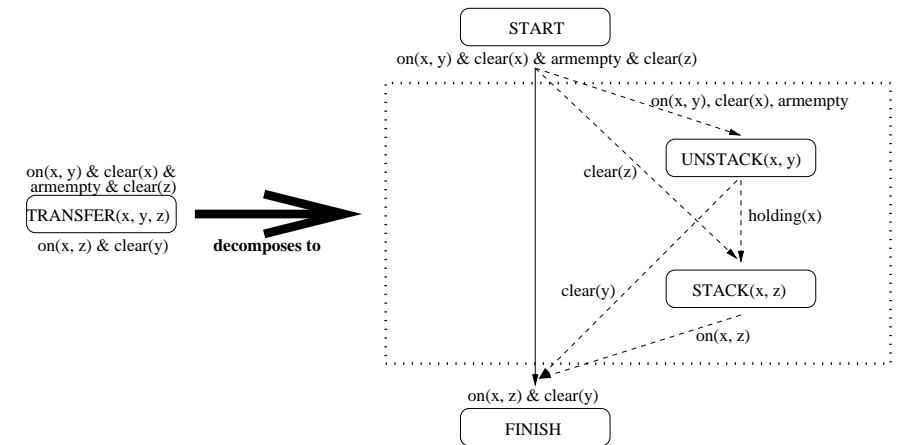 START
on(x, y) & clear(x) & armempty & clear(z)
on(x, y), clear(x), armempty
UNSTACK(x, y)
clear(z)
on(x, y) & clear(x) &
armempty & clear(z)
TRANSFER(x, y, z)
on(x, z) & clear(y)
decomposes to
holding(x)
clear(y)
STACK(x, z)
on(x, z)
on(x, z) & clear(y)
FINISH